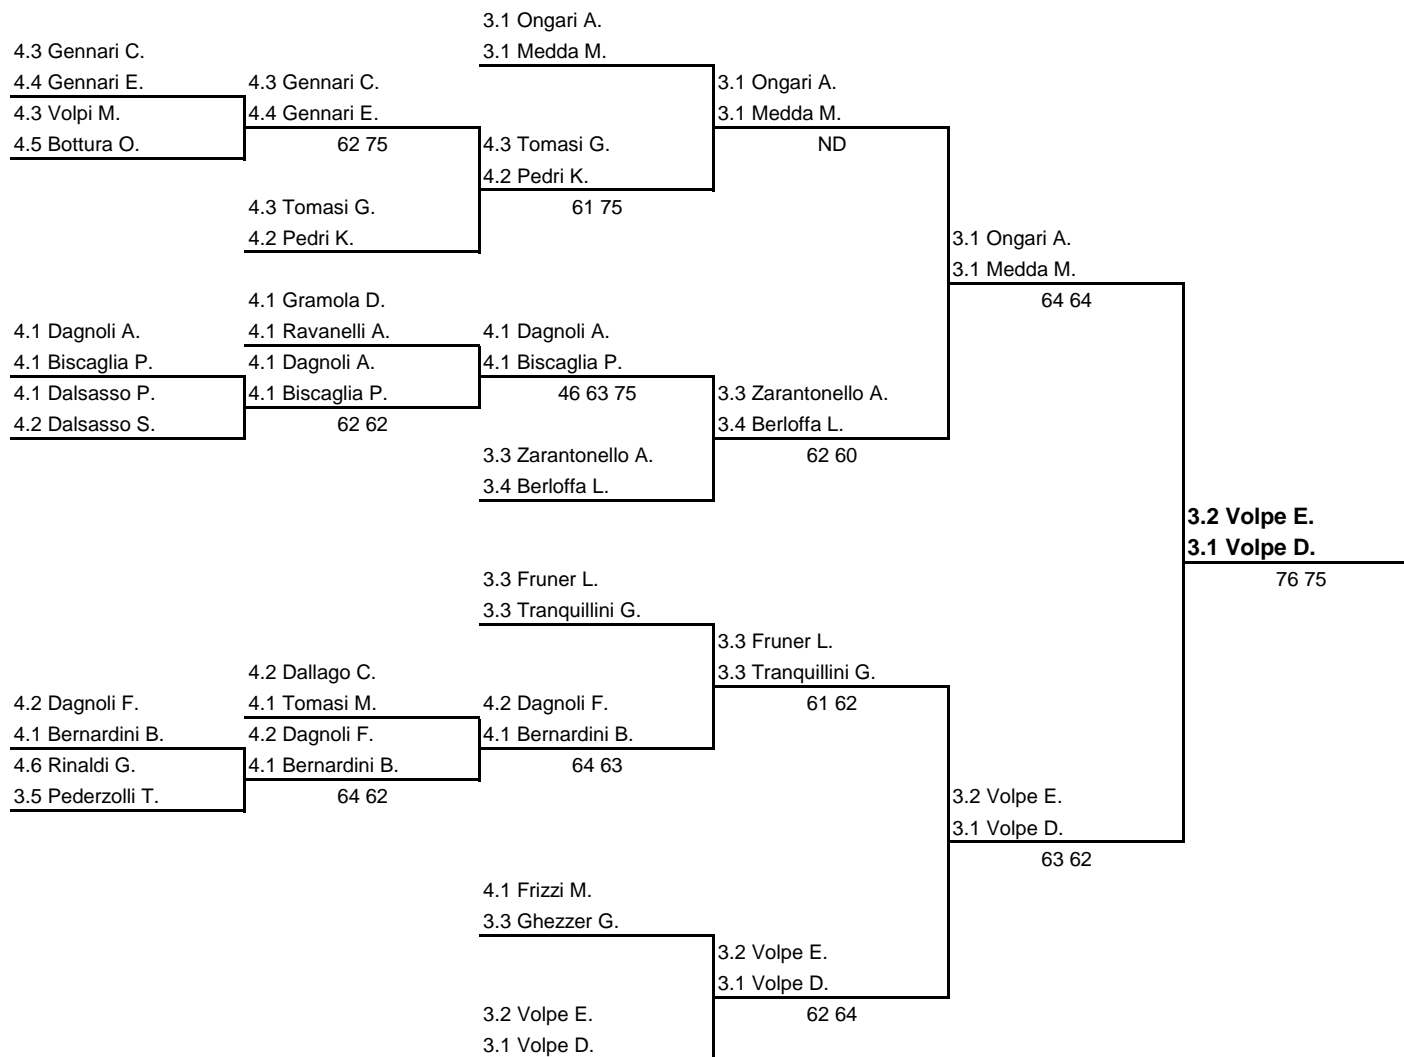 3.1 Ongari A.
4.3 Gennari C.
3.1 Medda M.
4.4 Gennari E.
4.3 Gennari C.
3.1 Ongari A.
4.3 Volpi M.
4.4 Gennari E.
3.1 Medda M.
4.5 Bottura O.
62 75
4.3 Tomasi G.
ND
4.2 Pedri K.
4.3 Tomasi G.
61 75
4.2 Pedri K.
3.1 Ongari A.
3.1 Medda M.
4.1 Gramola D.
64 64
4.1 Dagnoli A.
4.1 Ravanelli A.
4.1 Dagnoli A.
4.1 Biscaglia P.
4.1 Dagnoli A.
4.1 Biscaglia P.
4.1 Dalsasso P.
4.1 Biscaglia P.
46 63 75
3.3 Zarantonello A.
4.2 Dalsasso S.
62 62
3.4 Berloffa L.
3.3 Zarantonello A.
62 60
3.4 Berloffa L.
3.2 Volpe E.
3.1 Volpe D.
3.3 Fruner L.
76 75
3.3 Tranquillini G.
3.3 Fruner L.
4.2 Dallago C.
3.3 Tranquillini G.
4.2 Dagnoli F.
4.1 Tomasi M.
4.2 Dagnoli F.
61 62
4.1 Bernardini B.
4.2 Dagnoli F.
4.1 Bernardini B.
4.6 Rinaldi G.
4.1 Bernardini B.
64 63
3.5 Pederzolli T.
64 62
3.2 Volpe E.
3.1 Volpe D.
63 62
4.1 Frizzi M.
3.3 Ghezzer G.
3.2 Volpe E.
3.1 Volpe D.
3.2 Volpe E.
62 64
3.1 Volpe D.